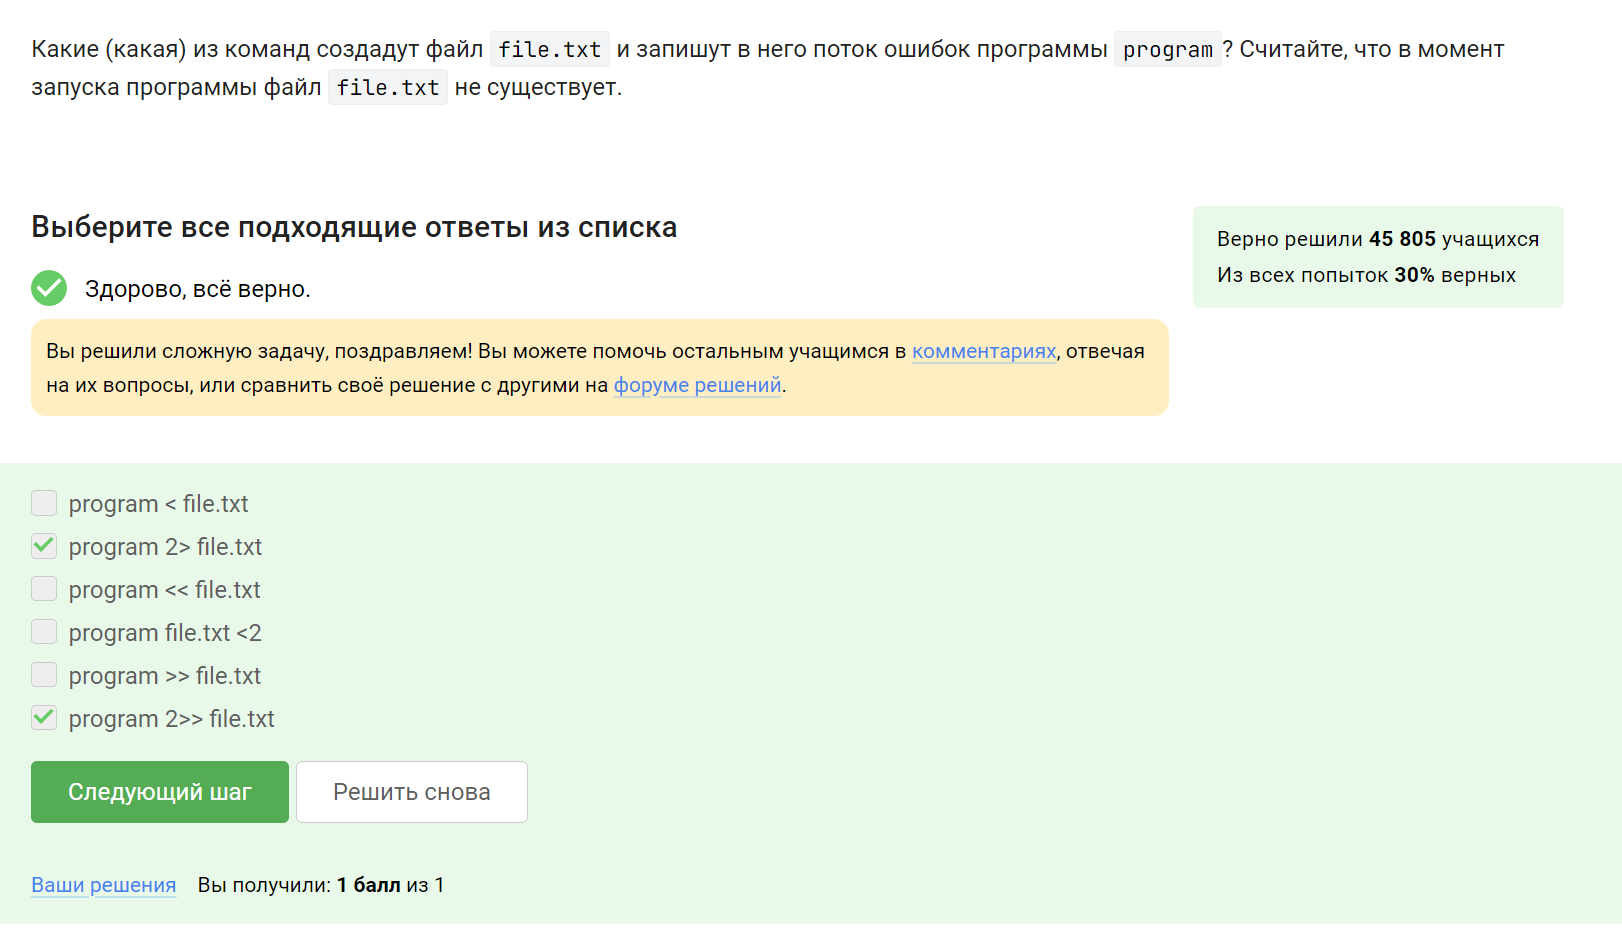 Какие (какая) из команд создадут файл file.txt и запишут в него поток ошибок программы program? Считайте, что в момент
запуска программы файл file.txt не существует.
Выберите все подходящие ответы из списка
Верно решили 45 805 учащихся
Из всех попыток 30% верных
Здорово, всё верно.
Вы решили сложную задачу, поздравляем! Вы можете помочь остальным учащимся в комментариях, отвечая
на их вопросы, или сравнить своё решение с другими на форуме решений.
program < file.txt
program 2> file.txt
program << file.txt
program file.txt <2
program >> file.txt
program 2>> file.txt
Следующий шаг
Решить снова
Ваши решения Вы получили: 1 балл из 1